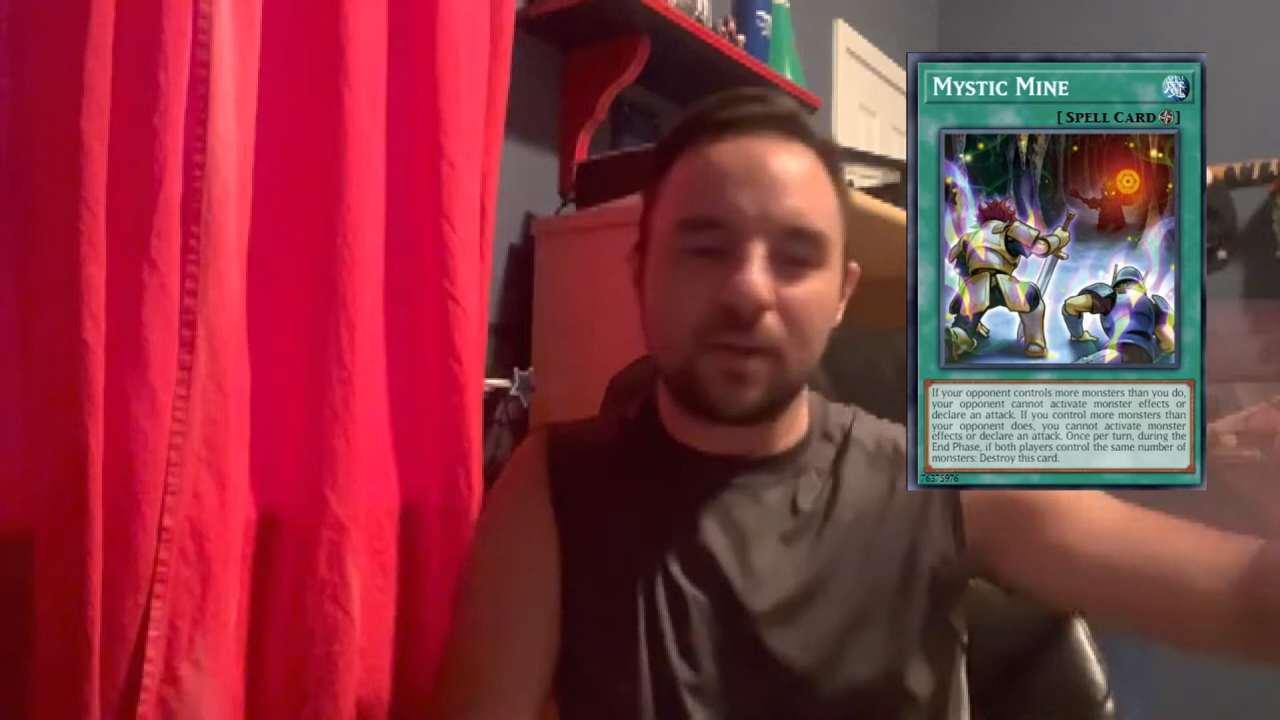 MYSTIC MINE
[SPELL CARD]
If your opponent controls more monsters than you do,
your opponent cannot activate monster effects or
declare an attack. If you control more monsters than
your opponent does, you cannot activate monster
effects or declare an attack. Once per turn, during the
End Phase, if both players control the same number of
monsters: Destroy this card.
76375976